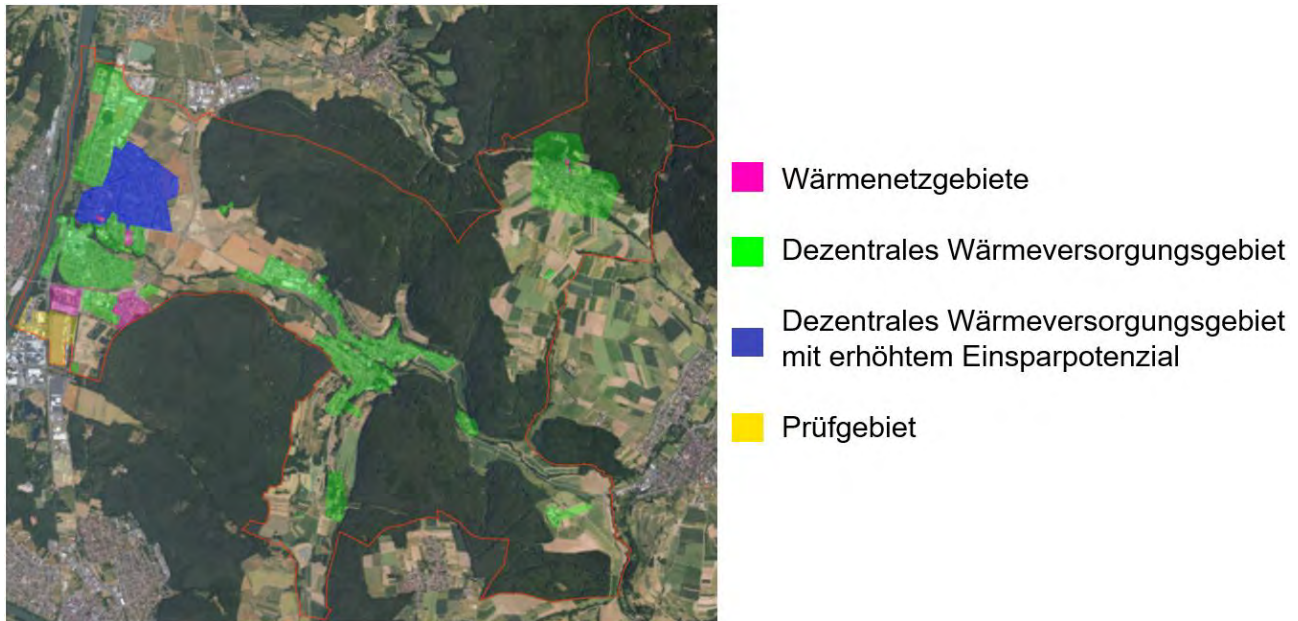 Wärmenetzgebiete
Dezentrales Wärmeversorgungsgebiet
Dezentrales Wärmeversorgungsgebiet
mit erhöhtem Einsparpotenzial
Prüfgebiet